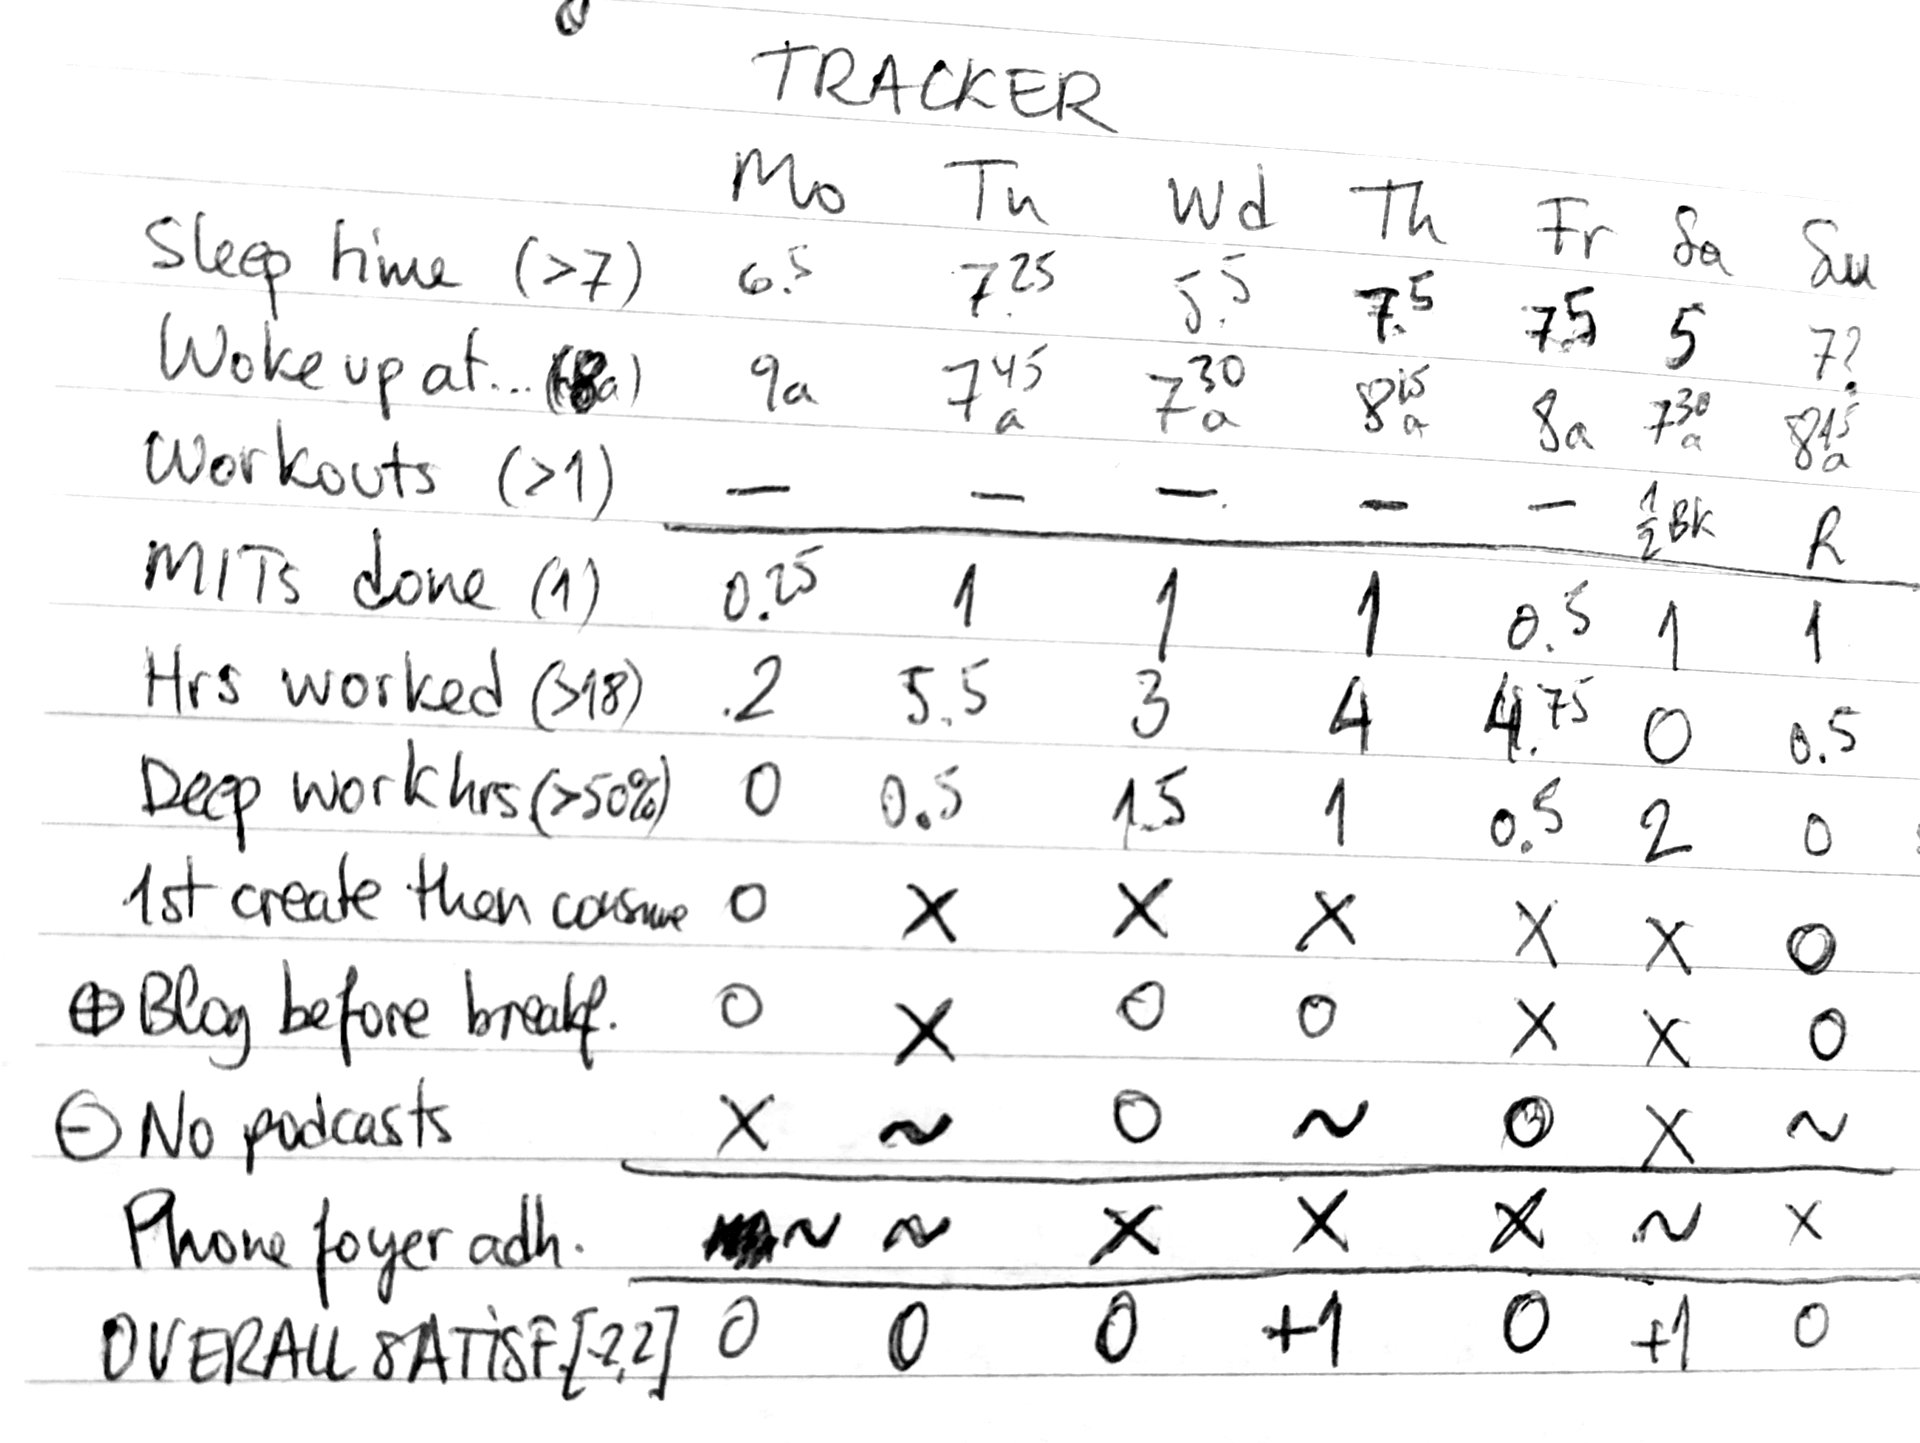 TRACKER
Mo Tu Wd Th Fr Sa Su
Sleep time (>7) 6.5 7.25 5.5 7.5 7.5 5 7?
Woke up at... (8a) 9a 7 45 a 7 30 a 8 15 a 8a 7 30 a 8 15 a
Workouts (>1) — — — — — 1/2 BK R
MITs done (1) 0.25 1 1 1 0.5 1 1
Hrs worked (>18) 2 5.5 3 4 4.75 0 0.5
Deep work hrs (>50%) 0 0.5 1.5 1 0.5 2 0
1st create then consume O X X X X X O
⊕ Blog before breakf. O X O O X X O
⊖ No podcasts X ~ O ~ O X ~
Phone foyer adh. ~ ~ X X X ~ X
OVERALL SATISF. [-2,2] 0 0 0 +1 0 +1 0